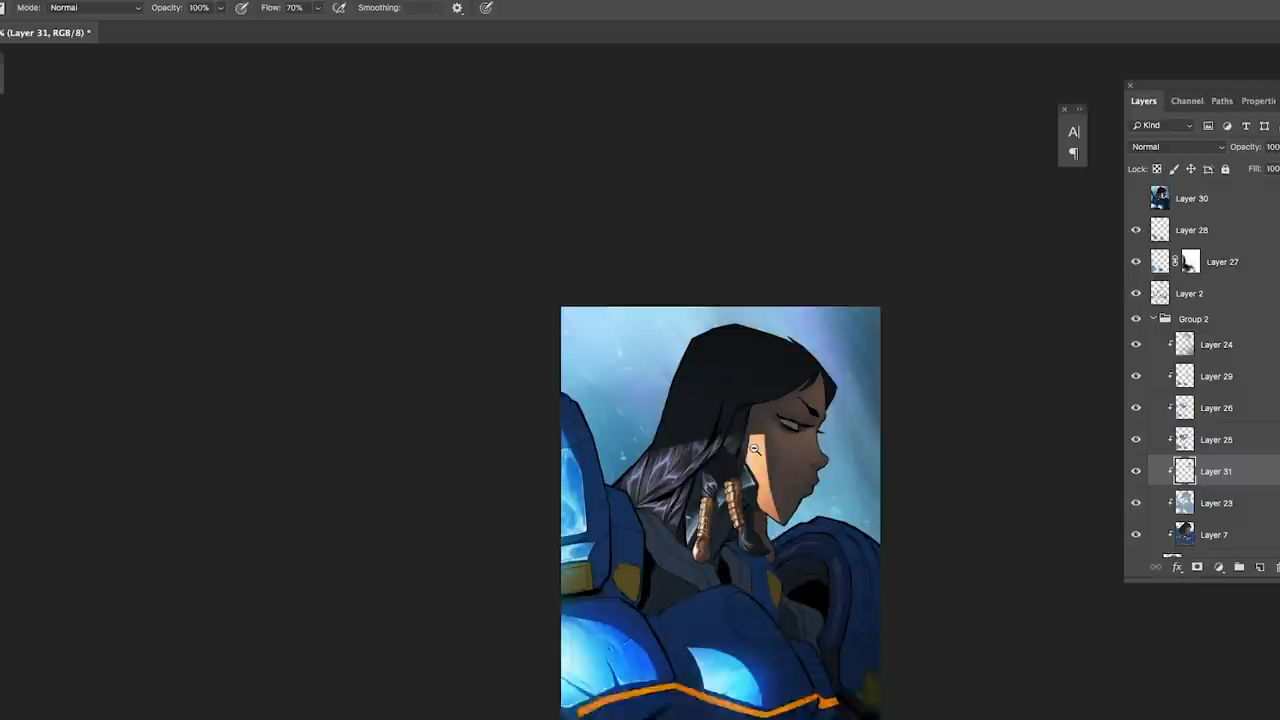 Mode: Normal Opacity: 100% Flow: 70% Smoothing:
% (Layer 31, RGB/8) *
Layers Channel Paths Properti
Kind
Normal Opacity: 100
Lock: Fill: 100
Layer 30
Layer 28
Layer 27
Layer 2
Group 2
Layer 24
Layer 29
Layer 26
Layer 25
Layer 31
Layer 23
Layer 7
fx